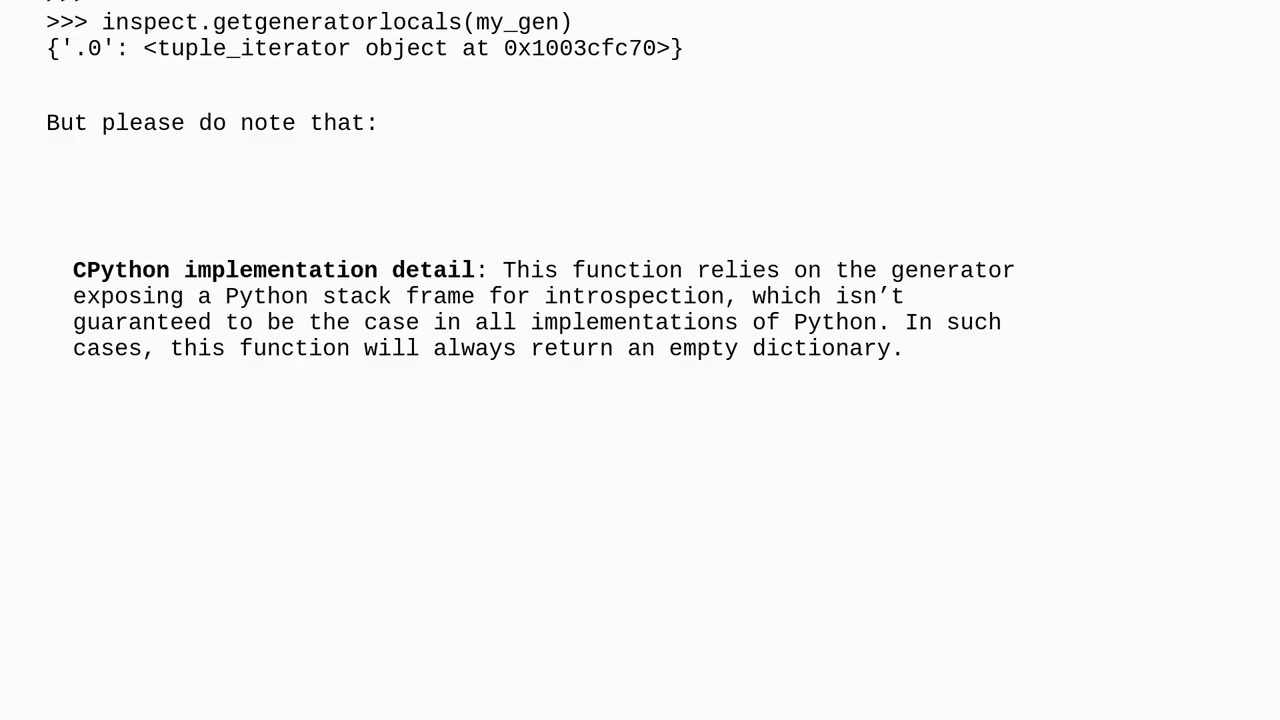 >>> inspect.getgeneratorlocals(my_gen)
{'.0': <tuple_iterator object at 0x1003cfc70>}
But please do note that:
CPython implementation detail: This function relies on the generator
exposing a Python stack frame for introspection, which isn’t
guaranteed to be the case in all implementations of Python. In such
cases, this function will always return an empty dictionary.